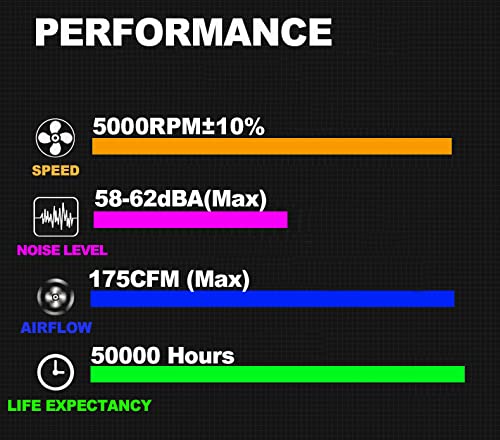 PERFORMANCE
5000RPM±10%
SPEED
58-62dBA(Max)
NOISE LEVEL
175CFM (Max)
AIRFLOW
50000 Hours
LIFE EXPECTANCY